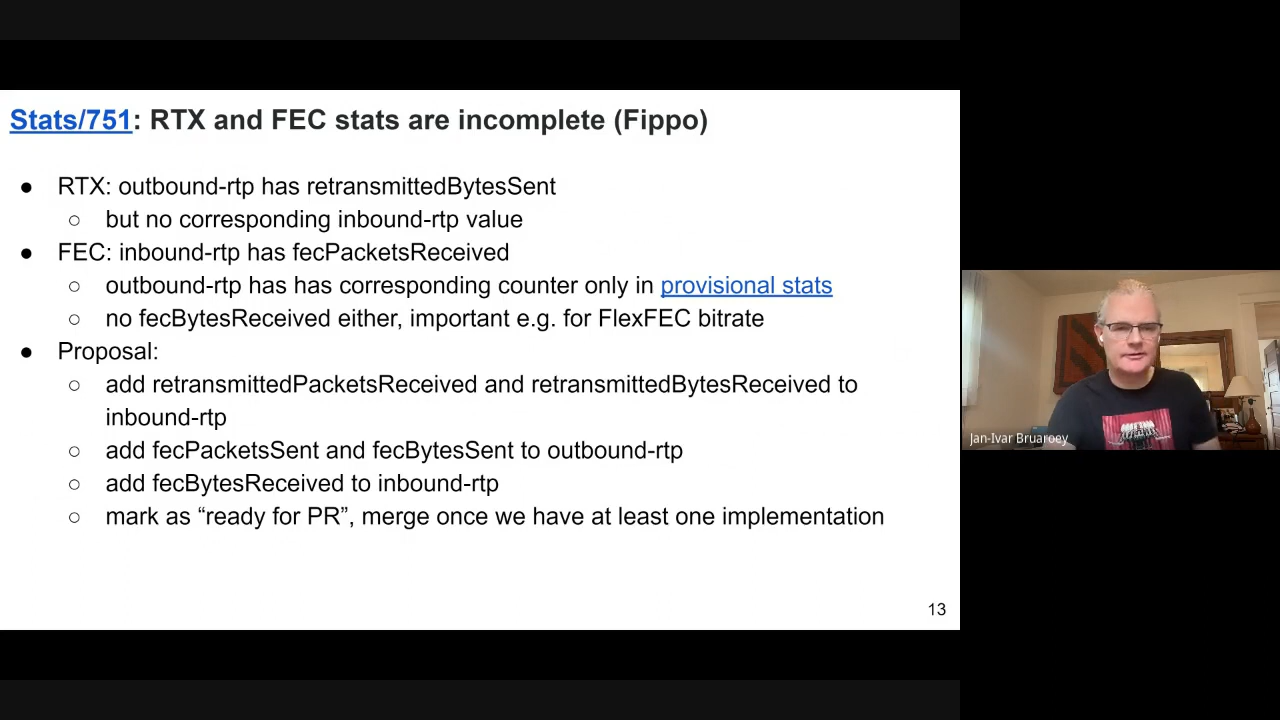 Stats/751: RTX and FEC stats are incomplete (Fippo)
● RTX: outbound-rtp has retransmittedBytesSent
○ but no corresponding inbound-rtp value
● FEC: inbound-rtp has fecPacketsReceived
○ outbound-rtp has has corresponding counter only in provisional stats
○ no fecBytesReceived either, important e.g. for FlexFEC bitrate
● Proposal:
○ add retransmittedPacketsReceived and retransmittedBytesReceived to
inbound-rtp
○ add fecPacketsSent and fecBytesSent to outbound-rtp
○ add fecBytesReceived to inbound-rtp
○ mark as “ready for PR”, merge once we have at least one implementation
13
Jan-Ivar Bruaroey